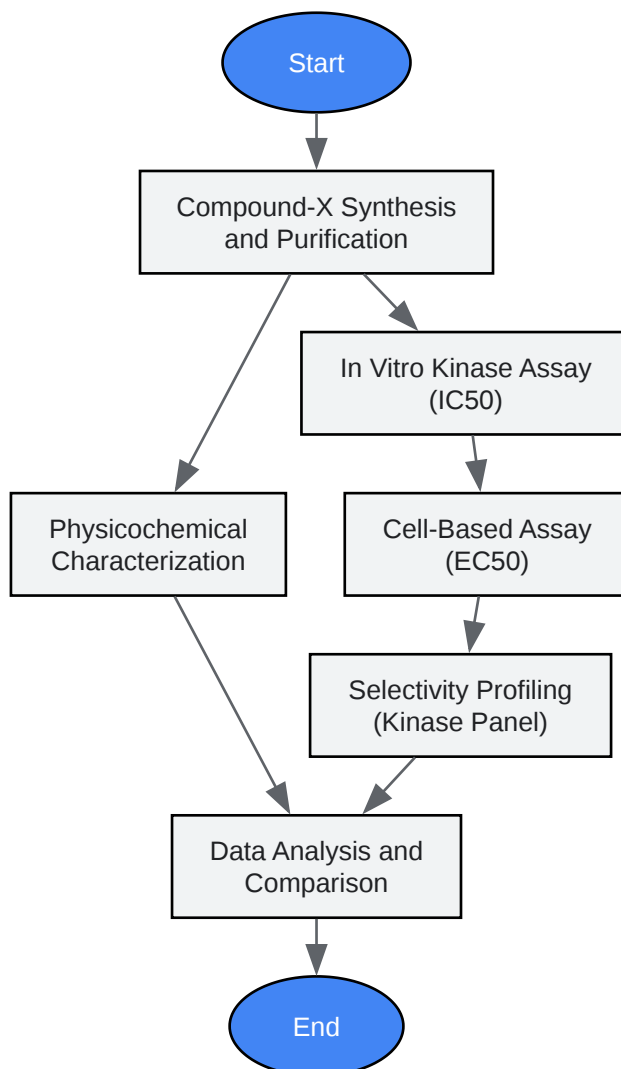 Start
Compound-X Synthesis
and Purification
In Vitro Kinase Assay
(IC50)
Physicochemical
Characterization
Cell-Based Assay
(EC50)
Selectivity Profiling
(Kinase Panel)
Data Analysis and
Comparison
End